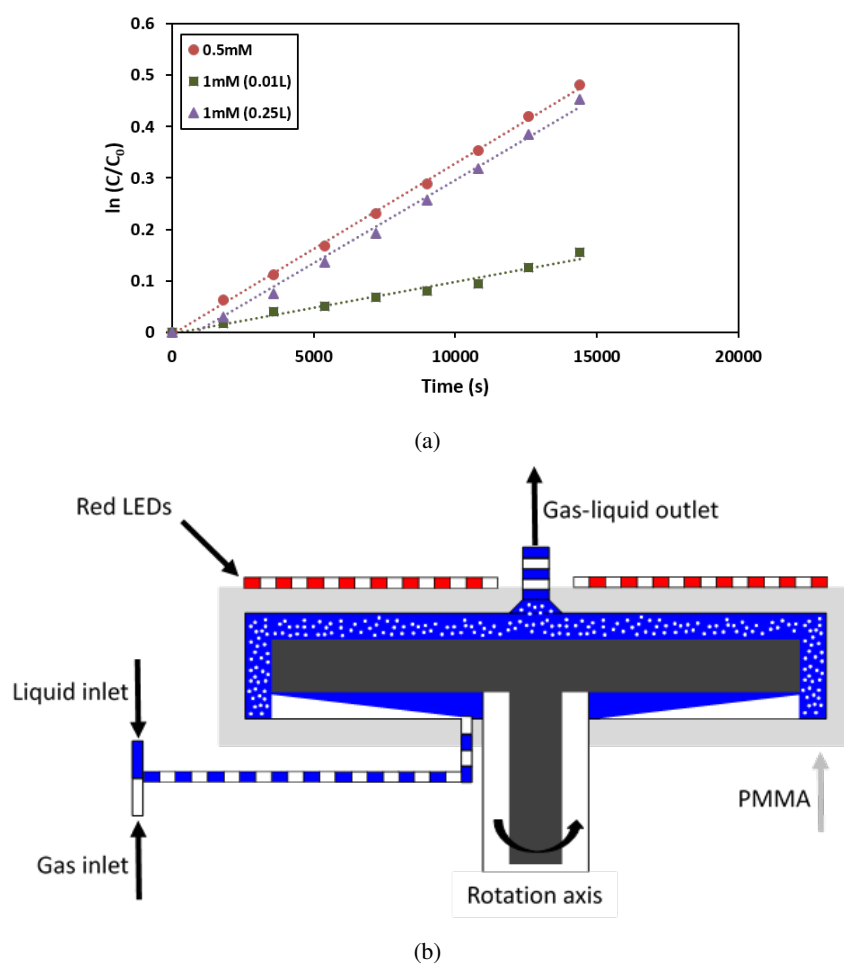 0.6
0.5
0.4
0.3
0.2
0.1
0
ln (C/C₀)
0.5mM
1mM (0.01L)
1mM (0.25L)
0 5000 10000 15000 20000
Time (s)
(a)
Red LEDs
Gas-liquid outlet
Liquid inlet
PMMA
Gas inlet
Rotation axis
(b)